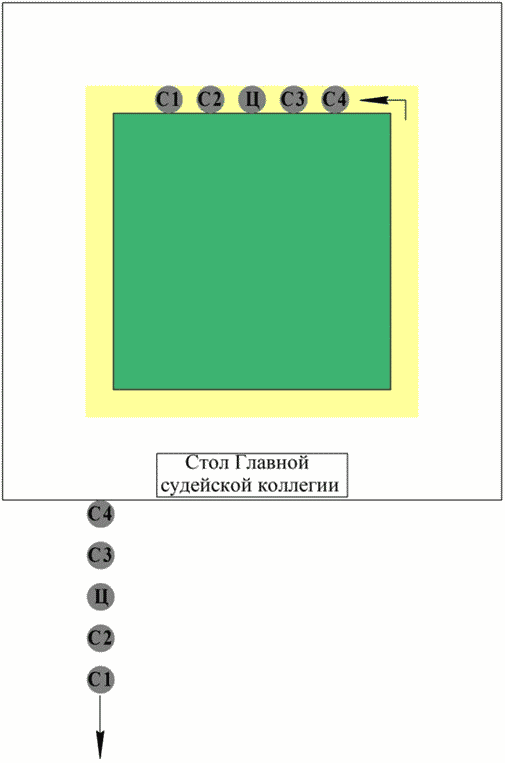 С1 С2 Ц С3 С4
Стол Главной
судейской коллегии
С4
С3
Ц
С2
С1